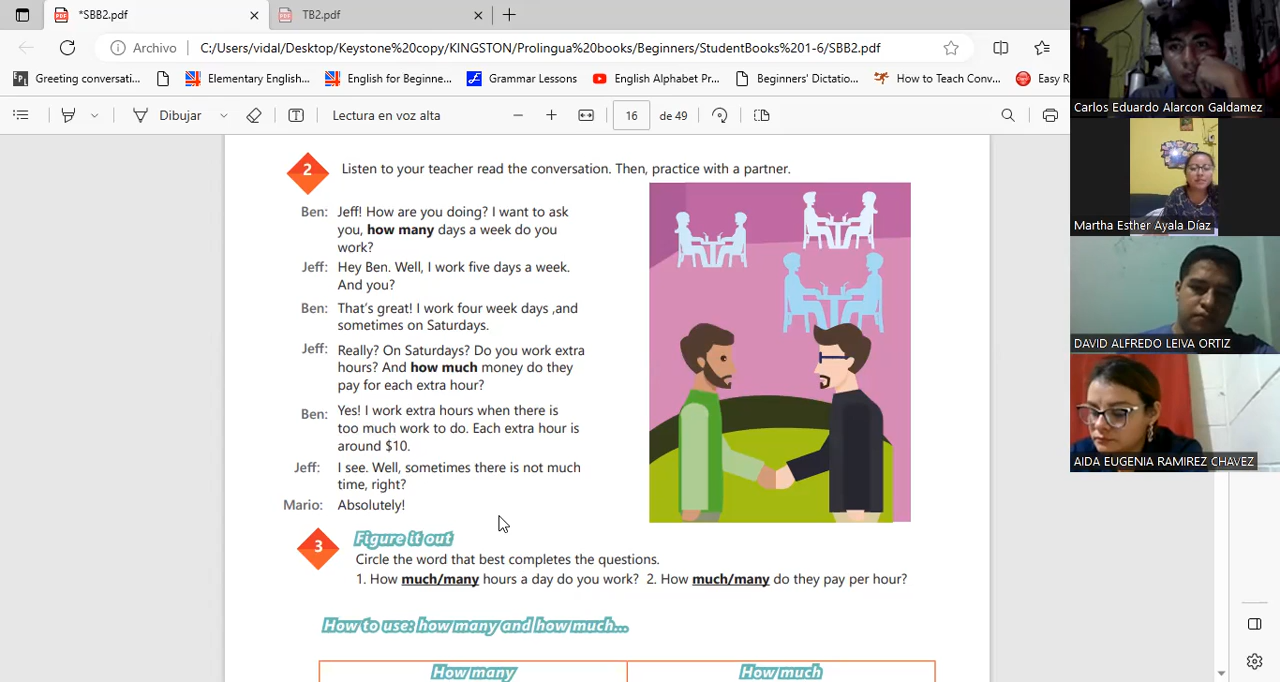 *SBB2.pdf
TB2.pdf
Archivo
C:/Users/vidal/Desktop/Keystone%20copy/KINGSTON/Prolingua%20books/Beginners/StudentBooks%201-6/SBB2.pdf
Greeting conversati...
Elementary English...
English for Beginne...
Grammar Lessons
English Alphabet Pr...
Beginners' Dictatio...
How to Teach Conv...
Easy R
Dibujar
Lectura en voz alta
16
de 49
2
Listen to your teacher read the conversation. Then, practice with a partner.
Ben: Jeff! How are you doing? I want to ask
you, how many days a week do you
work?
Jeff: Hey Ben. Well, I work five days a week.
And you?
Ben: That's great! I work four week days ,and
sometimes on Saturdays.
Jeff: Really? On Saturdays? Do you work extra
hours? And how much money do they
pay for each extra hour?
Ben: Yes! I work extra hours when there is
too much work to do. Each extra hour is
around $10.
Jeff: I see. Well, sometimes there is not much
time, right?
Mario: Absolutely!
3
Figure it out
Circle the word that best completes the questions.
1. How much/many hours a day do you work? 2. How much/many do they pay per hour?
How to use: how many and how much...
How many
How much
Carlos Eduardo Alarcon Galdamez
Martha Esther Ayala Díaz
DAVID ALFREDO LEIVA ORTIZ
AIDA EUGENIA RAMIREZ CHAVEZ